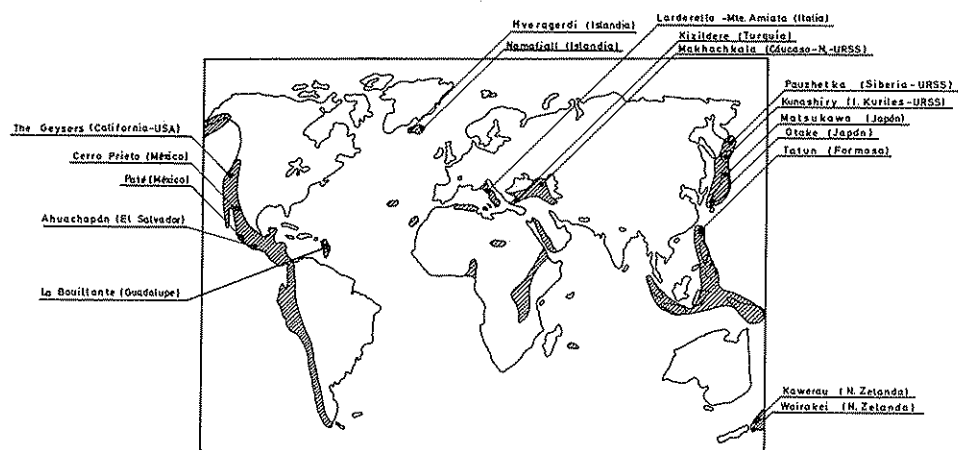 Hveragerdi (Islandia)
Namafjall (Islandia)
Larderello -Mte. Amiata (Italia)
Kizildere (Turquía)
Makhachkala (Cáucaso-N.-URSS)
Pauzhetka (Siberia-URSS)
Kunashiry (I. Kuriles-URSS)
Matsukawa (Japón)
Otake (Japón)
Tatun (Formosa)
The Geysers (California-USA)
Cerro Prieto (México)
Paté (México)
Ahuachapán (El Salvador)
La Bouillante (Guadalupe)
Kawerau (N. Zelanda)
Wairakei (N. Zelanda)